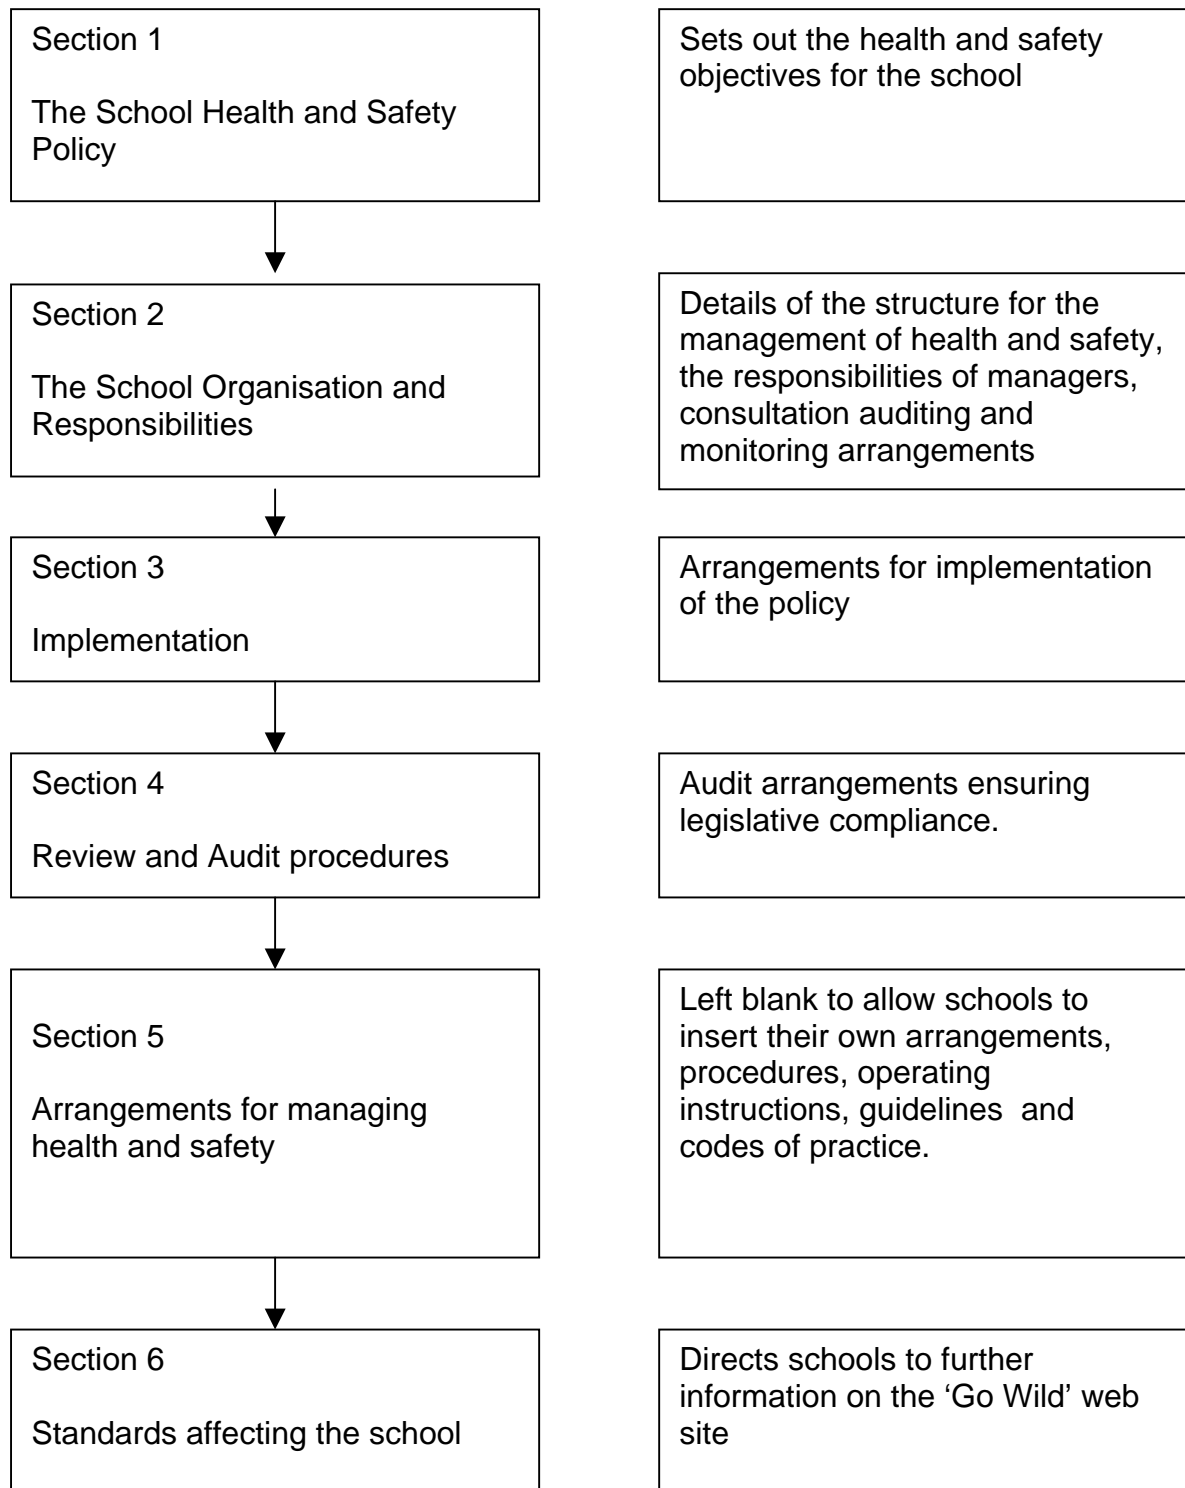 Section 1
The School Health and Safety
Policy
Sets out the health and safety
objectives for the school
Section 2
The School Organisation and
Responsibilities
Details of the structure for the
management of health and safety,
the responsibilities of managers,
consultation auditing and
monitoring arrangements
Section 3
Implementation
Arrangements for implementation
of the policy
Section 4
Review and Audit procedures
Audit arrangements ensuring
legislative compliance.
Section 5
Arrangements for managing
health and safety
Left blank to allow schools to
insert their own arrangements,
procedures, operating
instructions, guidelines  and
codes of practice.
Section 6
Standards affecting the school
Directs schools to further
information on the ‘Go Wild’ web
site